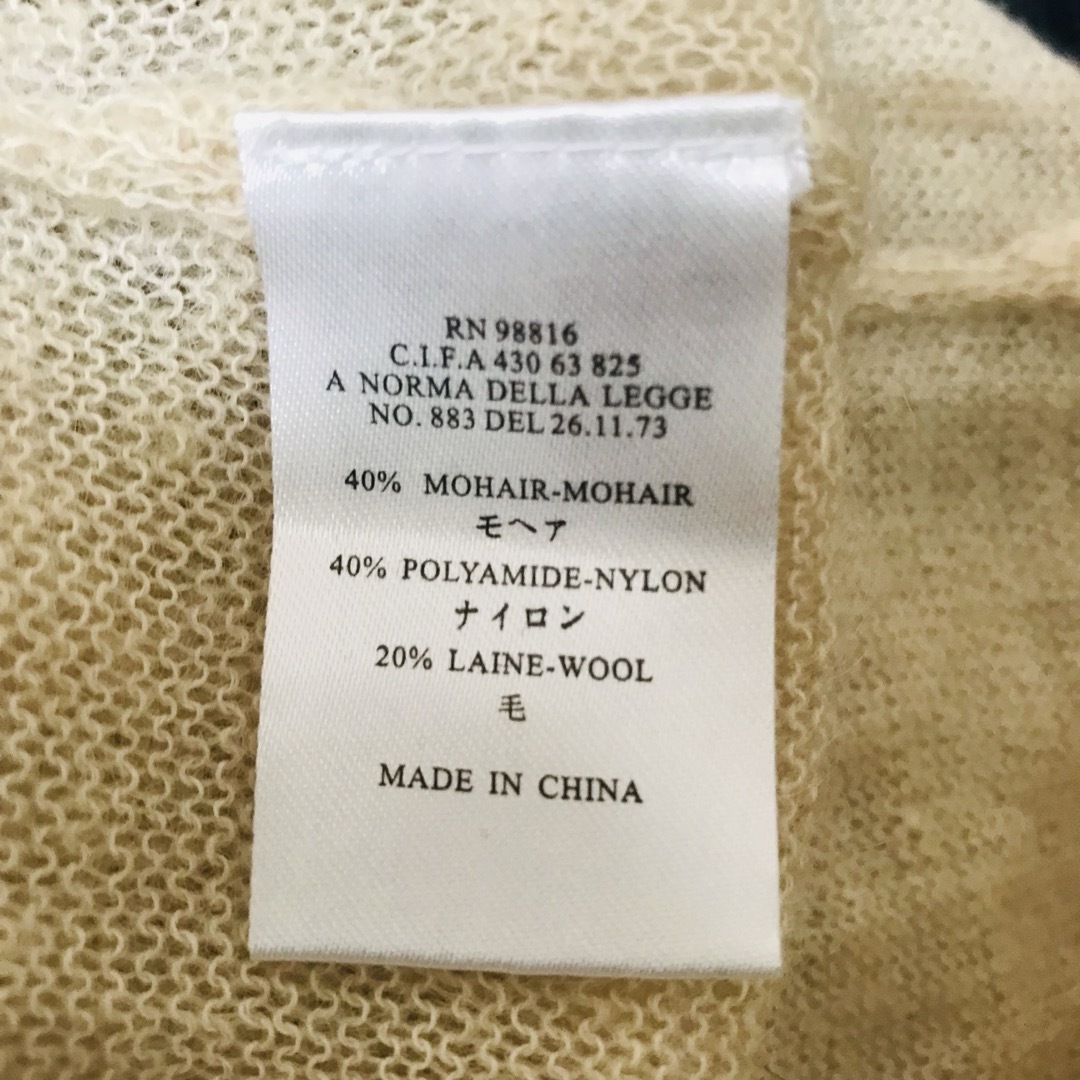 RN 98816
C.I.F.A 430 63 825
A NORMA DELLA LEGGE
NO. 883 DEL 26.11.73
40% MOHAIR-MOHAIR
モヘア
40% POLYAMIDE-NYLON
ナイロン
20% LAINE-WOOL
毛
MADE IN CHINA